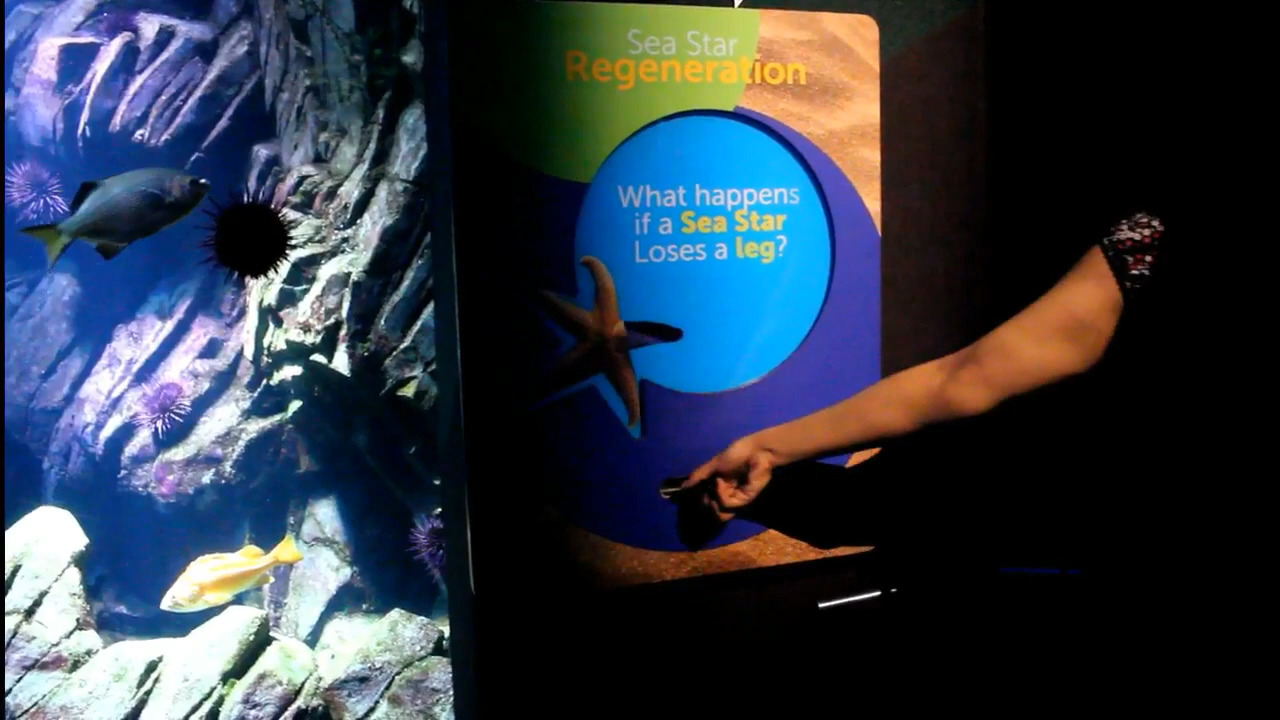 Sea Star
Regeneration
What happens
if a Sea Star
Loses a leg?